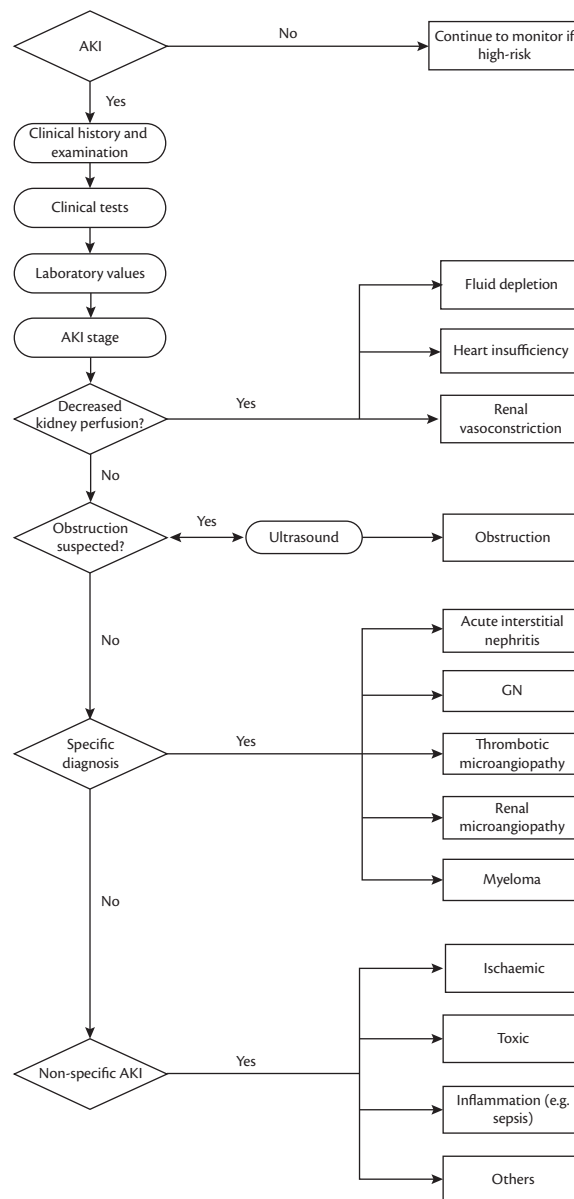 AKI
No
Continue to monitor if
high-risk
Yes
Clinical history and
examination
Clinical tests
Laboratory values
AKI stage
Fluid depletion
Heart insufficiency
Decreased
kidney perfusion?
Yes
Renal
vasoconstriction
No
Obstruction
suspected?
Yes
Ultrasound
Obstruction
No
Acute interstitial
nephritis
GN
Specific
diagnosis
Yes
Thrombotic
microangiopathy
Renal
microangiopathy
Myeloma
No
Ischaemic
Toxic
Non-specific AKI
Yes
Inflammation (e.g.
sepsis)
Others